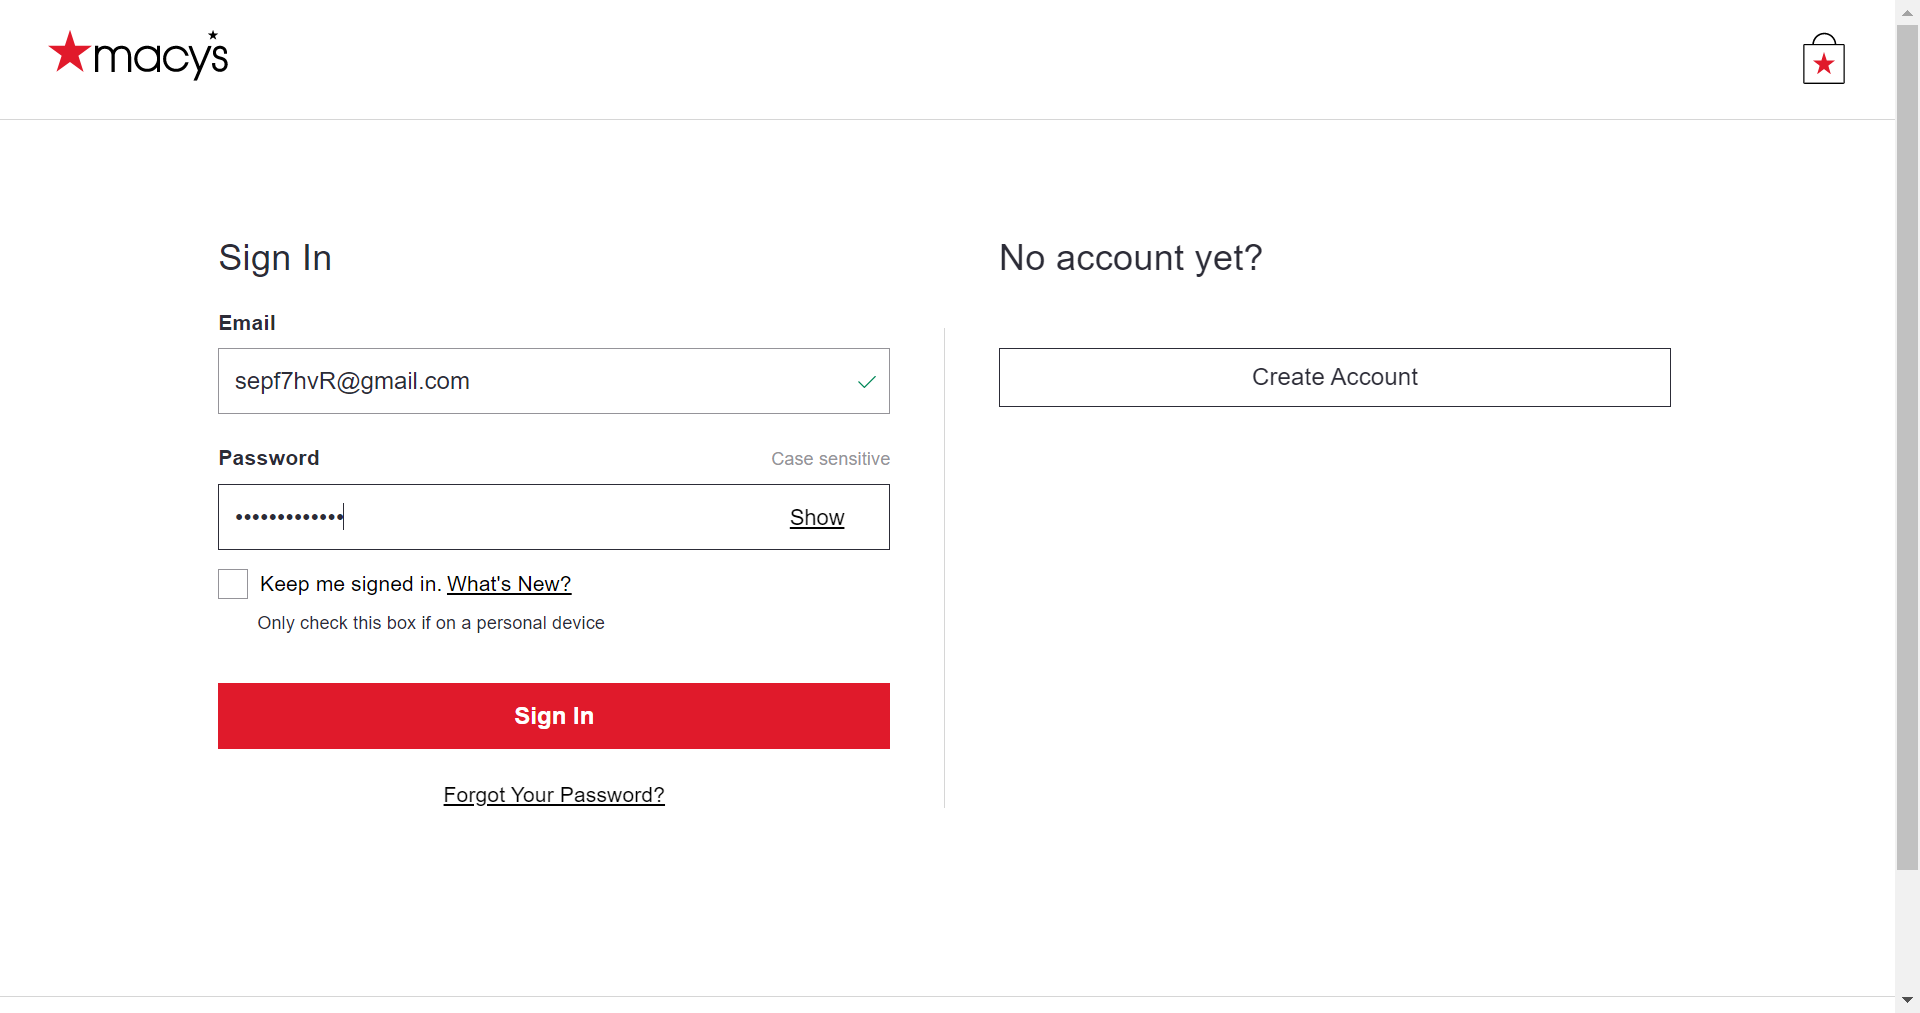 macy's
Sign In
Email
sepf7hvR@gmail.com
Password
Case sensitive
•••••••••••••
Show
Keep me signed in. What's New?
Only check this box if on a personal device
Sign In
Forgot Your Password?
No account yet?
Create Account